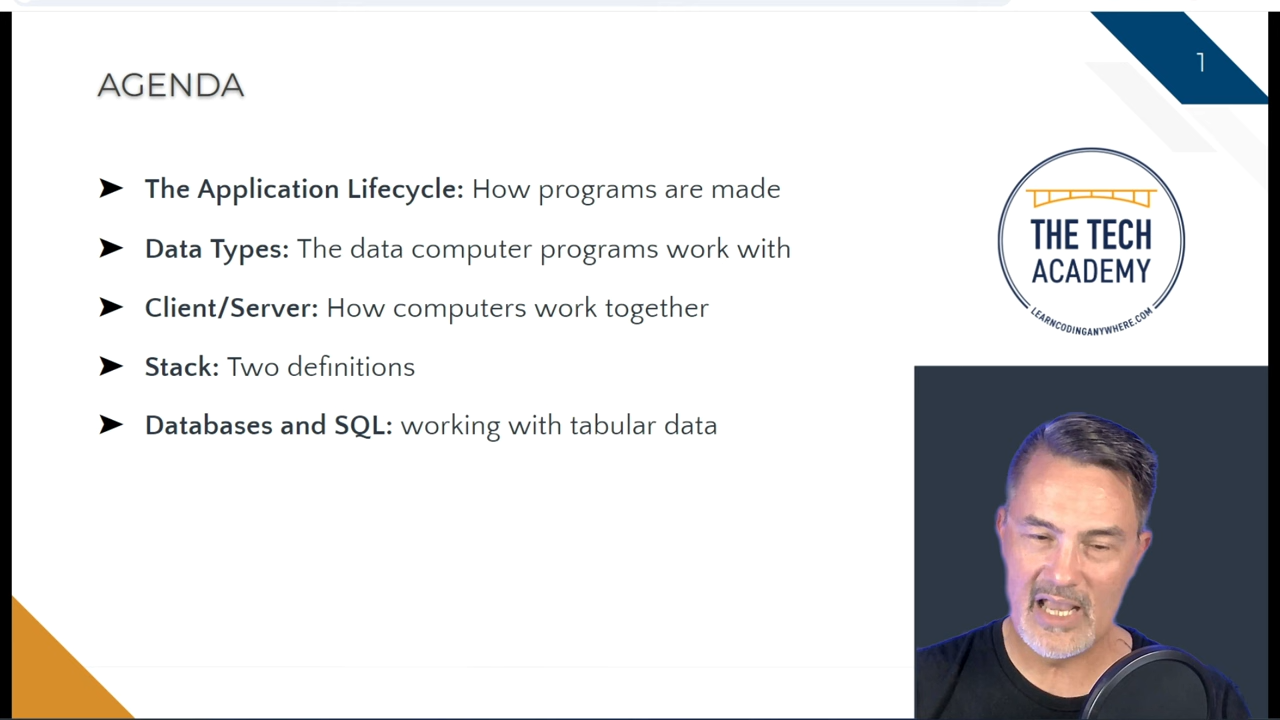 AGENDA
1
➤ The Application Lifecycle: How programs are made
➤ Data Types: The data computer programs work with
➤ Client/Server: How computers work together
➤ Stack: Two definitions
➤ Databases and SQL: working with tabular data
THE TECH
ACADEMY
LEARNCODINGANYWHERE.COM